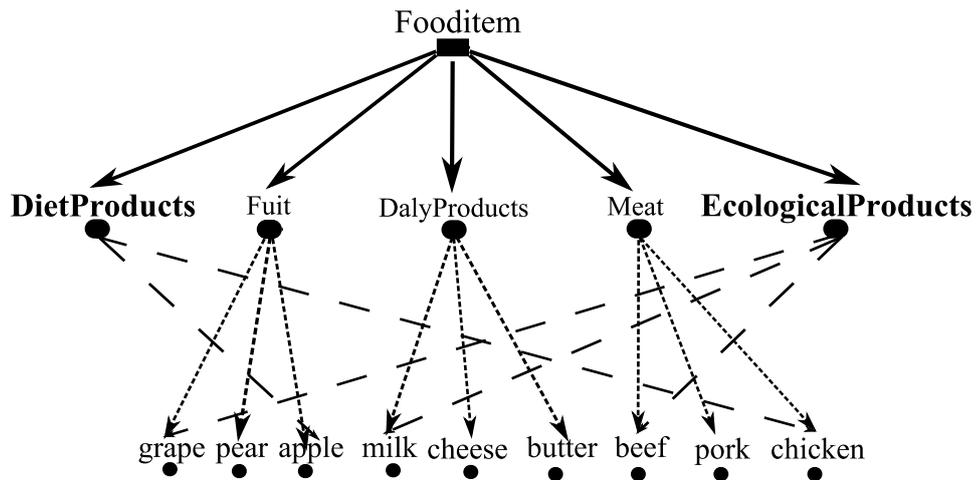 Fooditem
DietProducts Fuit DalyProducts Meat EcologicalProducts
grape pear apple milk cheese butter beef pork chicken